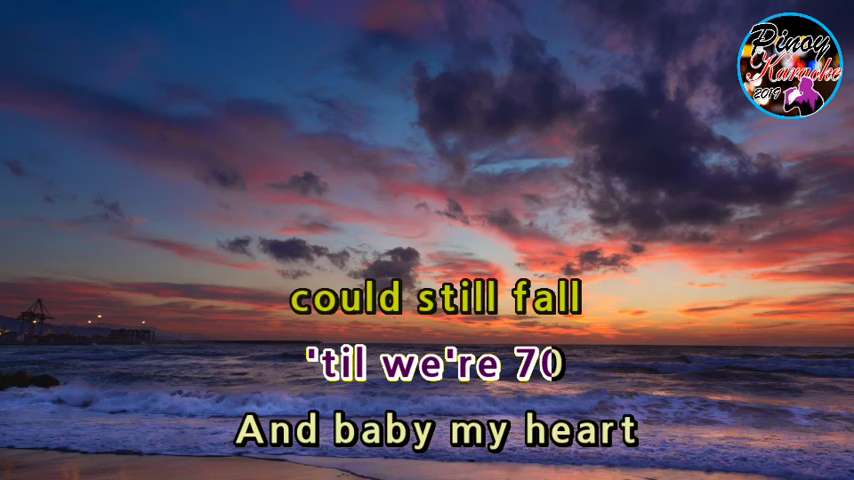 Pinoy
Karaoke
2019
could still fall
'til we're 70
And baby my heart